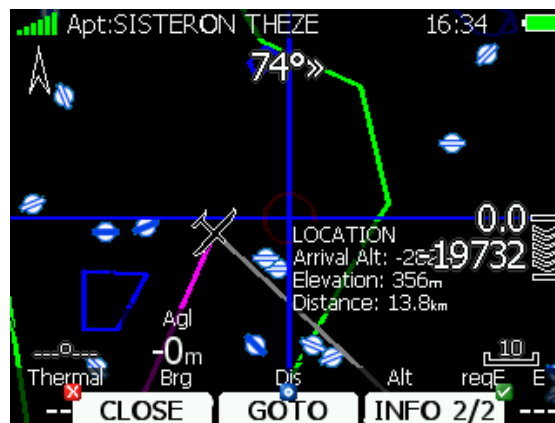 Apt:SISTERON THEZE 16:34
74°»
0.0
LOCATION
Arrival Alt:
19732
Elevation: 356m
Distance: 13.8km
Agl
-0m
10
Thermal Brg Dis Alt reqE E
-- CLOSE GOTO INFO 2/2 ---